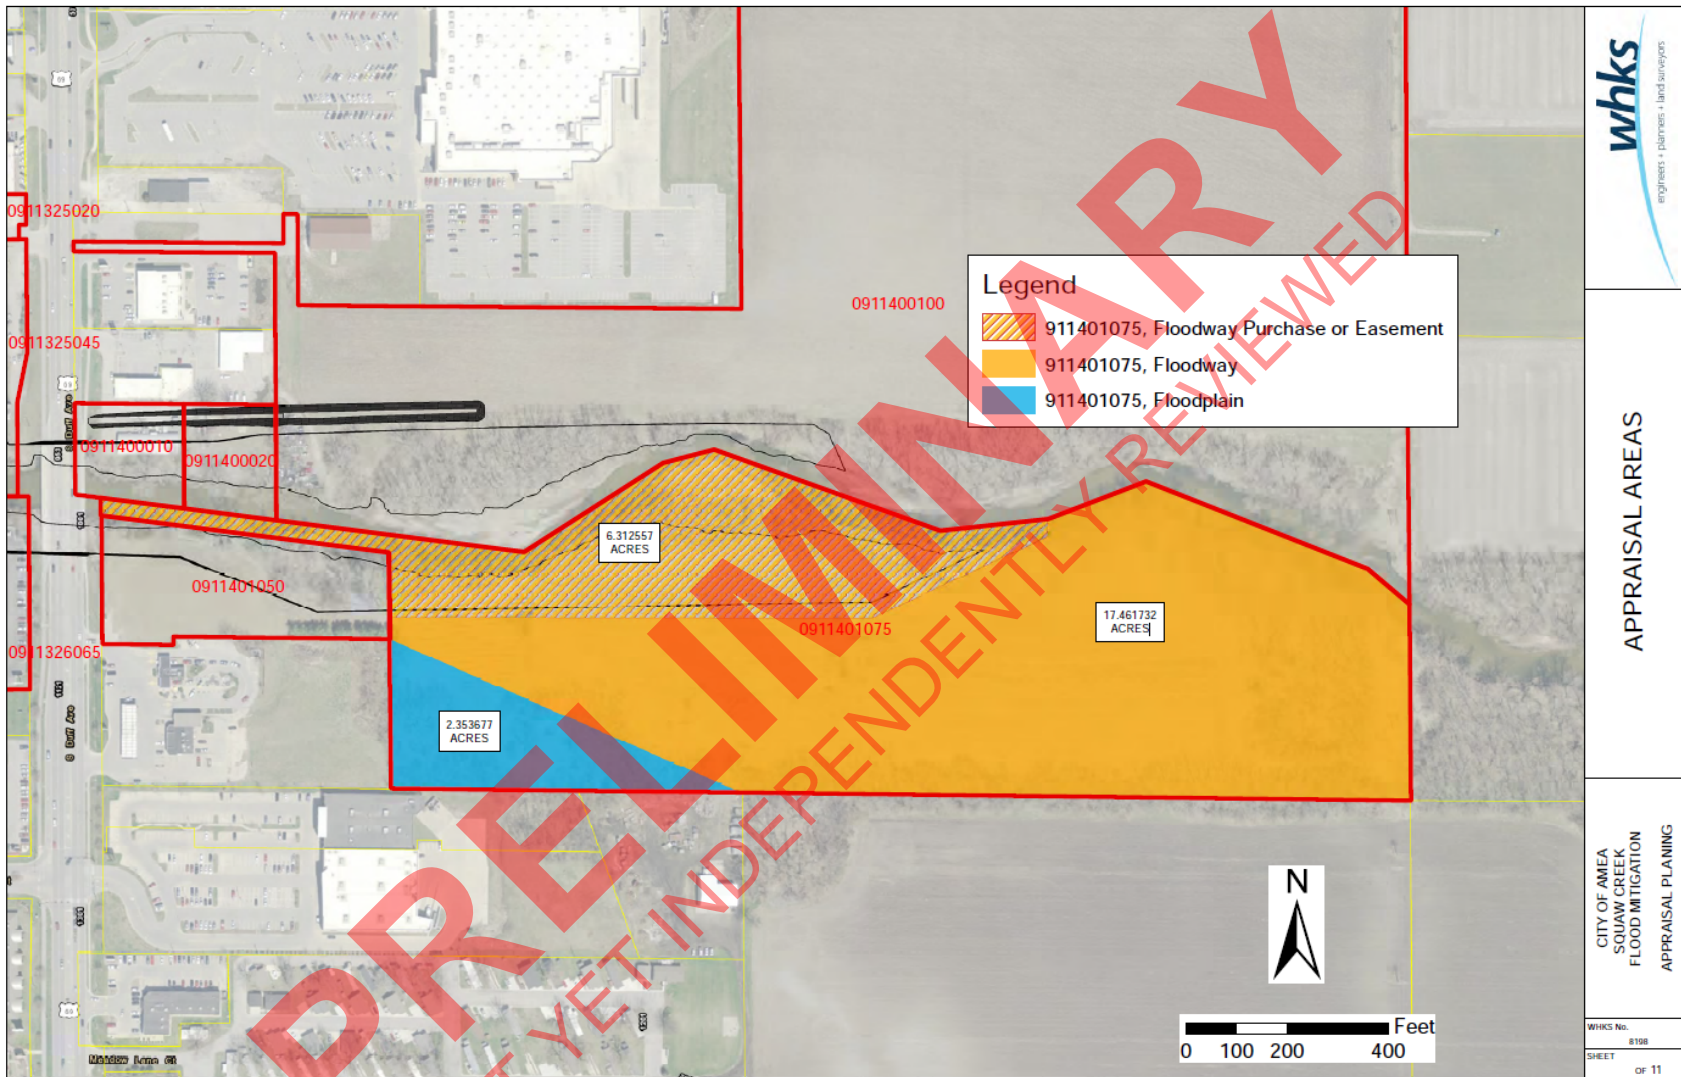 0911325020
0911325045
0911400010
0911400020
0911401050
0911326065
0911400100
0911401075
S Duff Ave
S Duff Ave
Meadow Lane Ct
6.312557
ACRES
17.461732
ACRES
2.353677
ACRES
Legend
911401075, Floodway Purchase or Easement
911401075, Floodway
911401075, Floodplain
PRELIMINARY
YET INDEPENDENTLY REVIEWED
N
Feet
0 100 200 400
whks
engineers + planners + land surveyors
APPRAISAL AREAS
CITY OF AMEA
SQUAW CREEK
FLOOD MITIGATION
APPRAISAL PLANING
WHKS No.
8198
SHEET
OF 11